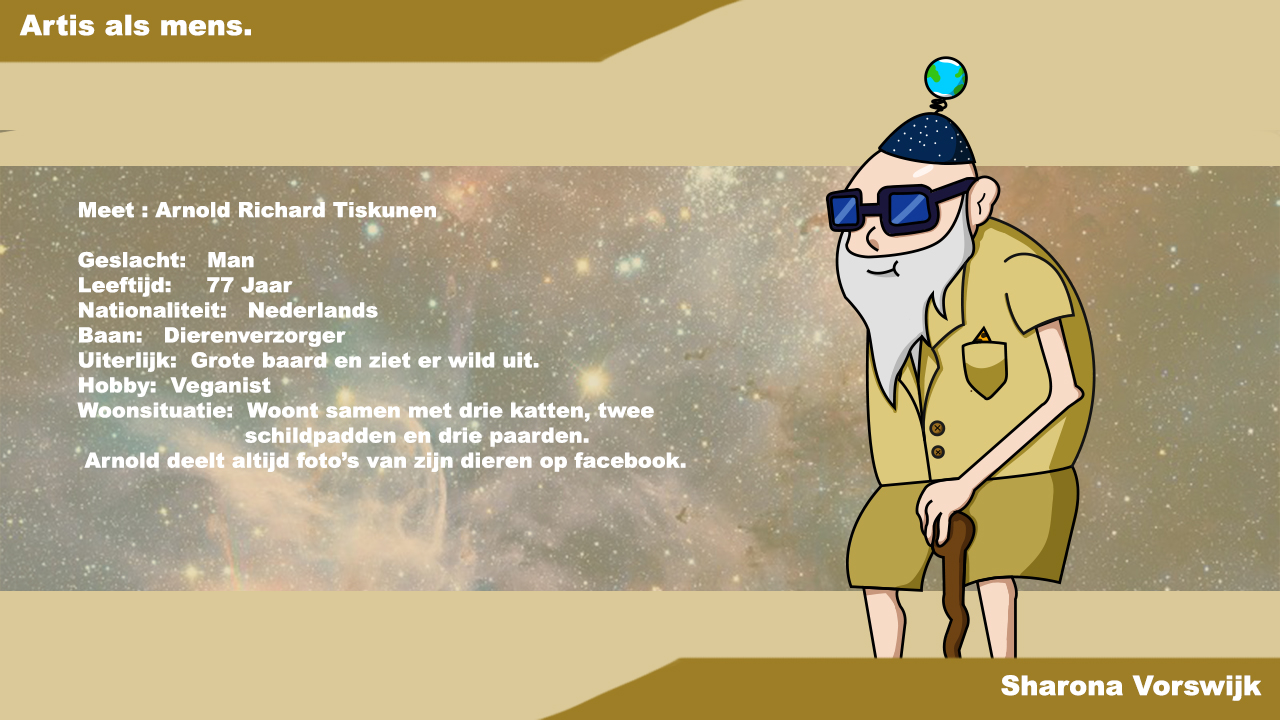 Artis als mens.
Meet : Arnold Richard Tiskunen
Geslacht: Man
Leeftijd: 77 Jaar
Nationaliteit: Nederlands
Baan: Dierenverzorger
Uiterlijk: Grote baard en ziet er wild uit.
Hobby: Veganist
Woonsituatie: Woont samen met drie katten, twee
schildpadden en drie paarden.
Arnold deelt altijd foto’s van zijn dieren op facebook.
Sharona Vorswijk